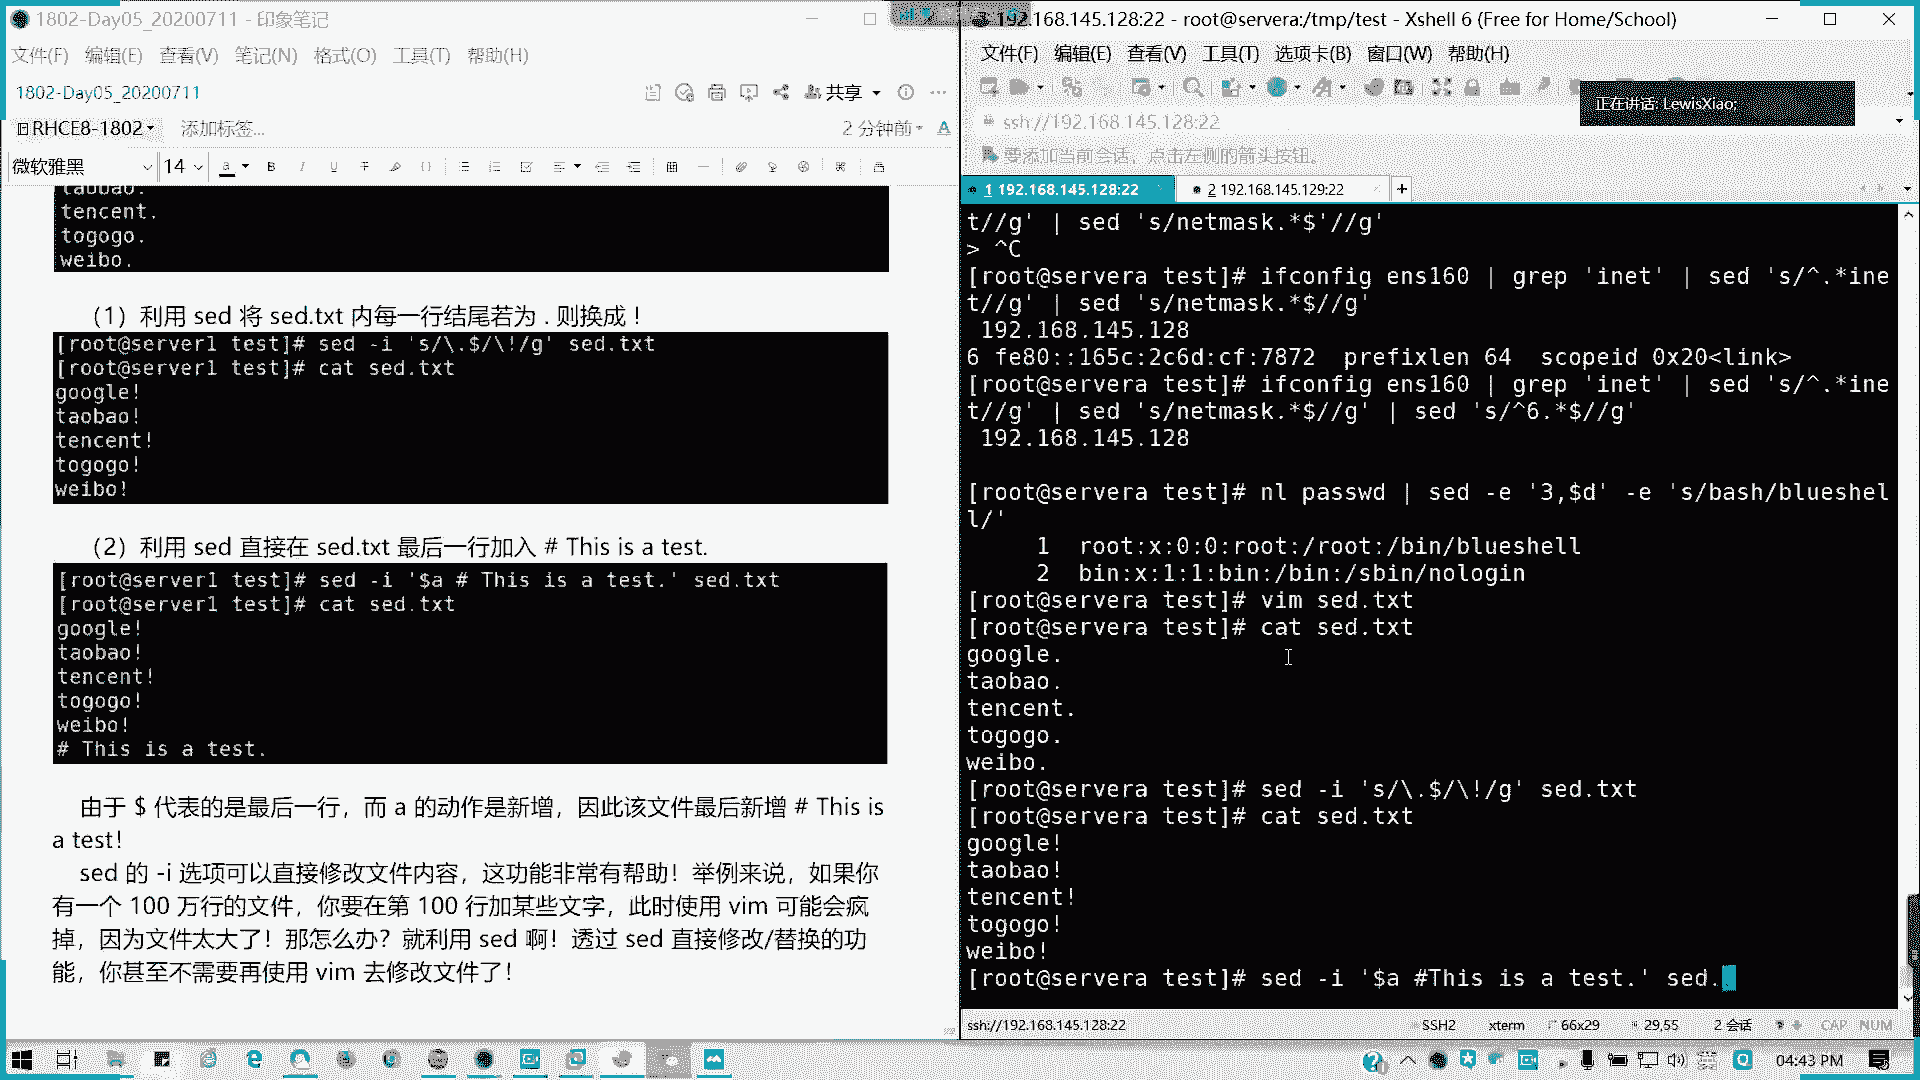 1802-Day05_20200711 - 印象笔记
文件(F) 编辑(E) 查看(V) 笔记(N) 格式(O) 工具(T) 帮助(H)
1802-Day05_20200711
共享
RHCE8-1802 添加标签...
2 分钟前
微软雅黑 14
taobao.
tencent.
togogo.
weibo.
（1）利用 sed 将 sed.txt 内每一行结尾若为 . 则换成！
[root@server1 test]# sed -i 's/\.$/\!/g' sed.txt
[root@server1 test]# cat sed.txt
google!
taobao!
tencent!
togogo!
weibo!
（2）利用 sed 直接在 sed.txt 最后一行加入 # This is a test.
[root@server1 test]# sed -i '$a # This is a test.' sed.txt
[root@server1 test]# cat sed.txt
google!
taobao!
tencent!
togogo!
weibo!
# This is a test.
由于 $ 代表的是最后一行，而 a 的动作是新增，因此该文件最后新增 # This is
a test！
sed 的 -i 选项可以直接修改文件内容，这功能非常有帮助！举例来说，如果你
有一个 100 万行的文件，你要在第 100 行加某些文字，此时使用 vim 可能会疯
掉，因为文件太大了！那怎么办？就利用 sed 啊！透过 sed 直接修改/替换的功
能，你甚至不需要再使用 vim 去修改文件了！
192.168.145.128:22 - root@servera:/tmp/test - Xshell 6 (Free for Home/School)
文件(F) 编辑(E) 查看(V) 工具(T) 选项卡(B) 窗口(W) 帮助(H)
正在讲话: LewisXiao;
ssh://192.168.145.128:22
要添加当前会话，点击左侧的箭头按钮。
1 192.168.145.128:22
2 192.168.145.129:22
t//g' | sed 's/netmask.*$'//g'
> ^C
[root@servera test]# ifconfig ens160 | grep 'inet' | sed 's/^.*ine
t//g' | sed 's/netmask.*$//g'
192.168.145.128
6 fe80::165c:2c6d:cf:7872  prefixlen 64  scopeid 0x20<link>
[root@servera test]# ifconfig ens160 | grep 'inet' | sed 's/^.*ine
t//g' | sed 's/netmask.*$//g' | sed 's/^6.*$//g'
192.168.145.128
[root@servera test]# nl passwd | sed -e '3,$d' -e 's/bash/blueshel
l/'
1  root:x:0:0:root:/root:/bin/blueshell
2  bin:x:1:1:bin:/bin:/sbin/nologin
[root@servera test]# vim sed.txt
[root@servera test]# cat sed.txt
google.
taobao.
tencent.
togogo.
weibo.
[root@servera test]# sed -i 's/\.$/\!/g' sed.txt
[root@servera test]# cat sed.txt
google!
taobao!
tencent!
togogo!
weibo!
[root@servera test]# sed -i '$a #This is a test.' sed.
ssh://192.168.145.128:22 SSH2 xterm 66x29 29,55 2 会话 CAP NUM
04:43 PM